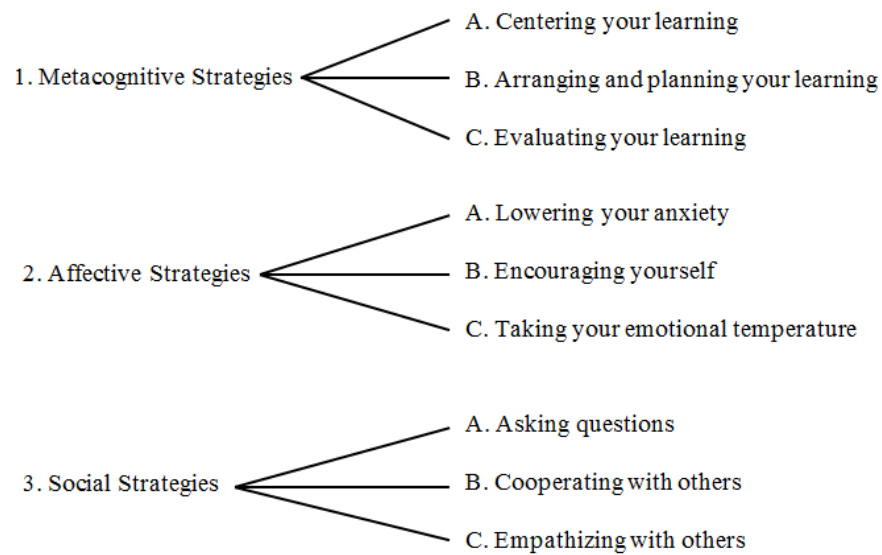 A. Centering your learning
1. Metacognitive Strategies
B. Arranging and planning your learning
C. Evaluating your learning
A. Lowering your anxiety
2. Affective Strategies
B. Encouraging yourself
C. Taking your emotional temperature
A. Asking questions
3. Social Strategies
B. Cooperating with others
C. Empathizing with others